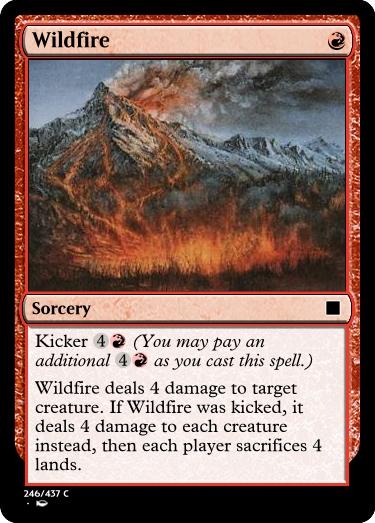 Wildfire
Sorcery
Kicker 4 (You may pay an
additional 4 as you cast this spell.)
Wildfire deals 4 damage to target
creature. If Wildfire was kicked, it
deals 4 damage to each creature
instead, then each player sacrifices 4
lands.
246/437 C